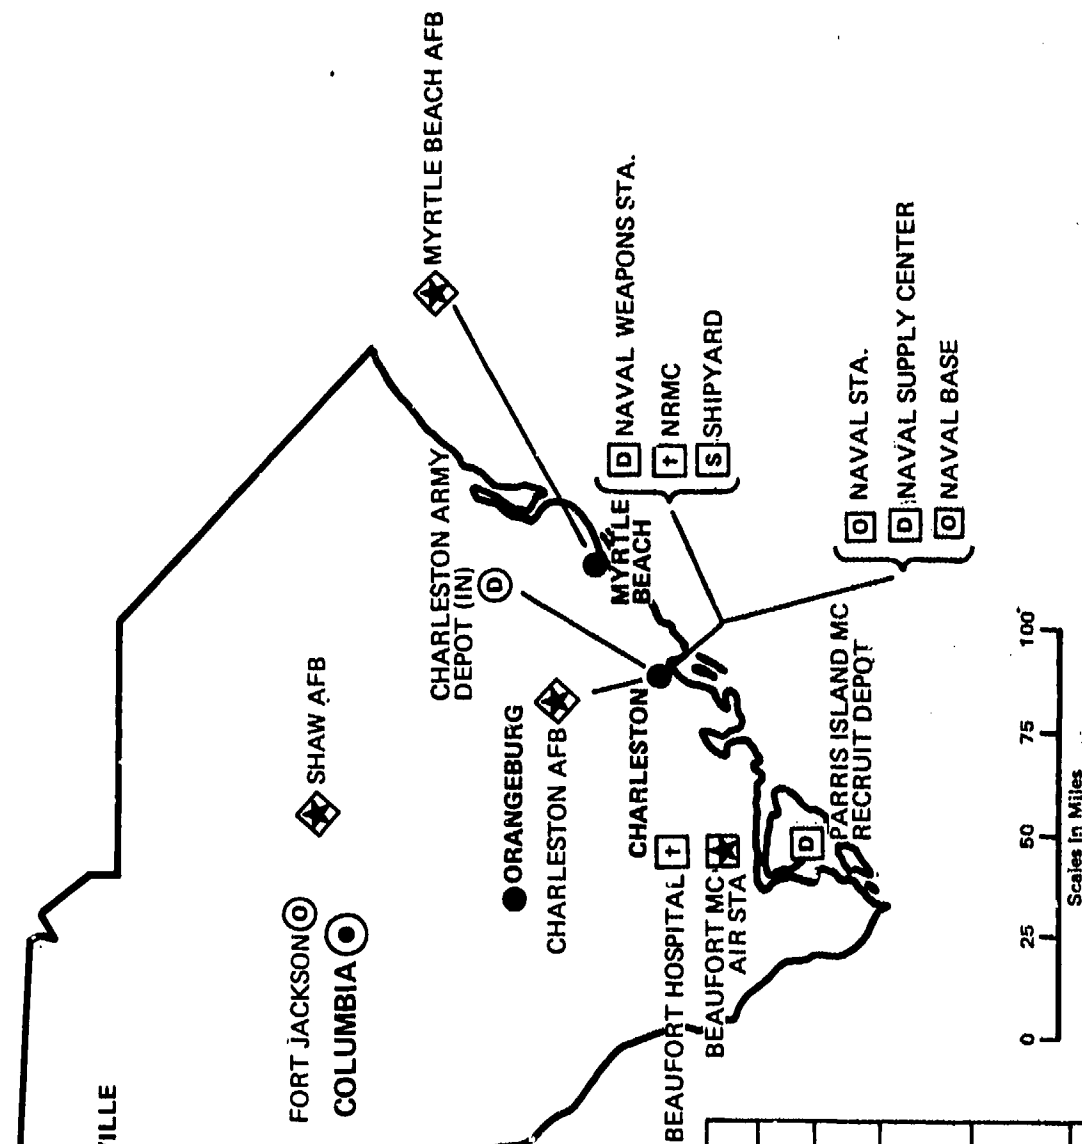 MYRTLE BEACH AFB
SHAW AFB
FORT JACKSON
O
COLUMBIA
CHARLESTON ARMY
DEPOT (IN)
D
ORANGEBURG
CHARLESTON AFB
CHARLESTON
MYRTLE
BEACH
D NAVAL WEAPONS STA.
† NRMC
S SHIPYARD
O NAVAL STA.
D NAVAL SUPPLY CENTER
O NAVAL BASE
BEAUFORT HOSPITAL †
BEAUFORT MC
AIR STA
D
PARRIS ISLAND MC
RECRUIT DEPOT
VILLE
0 25 50 75 100
Scales in Miles